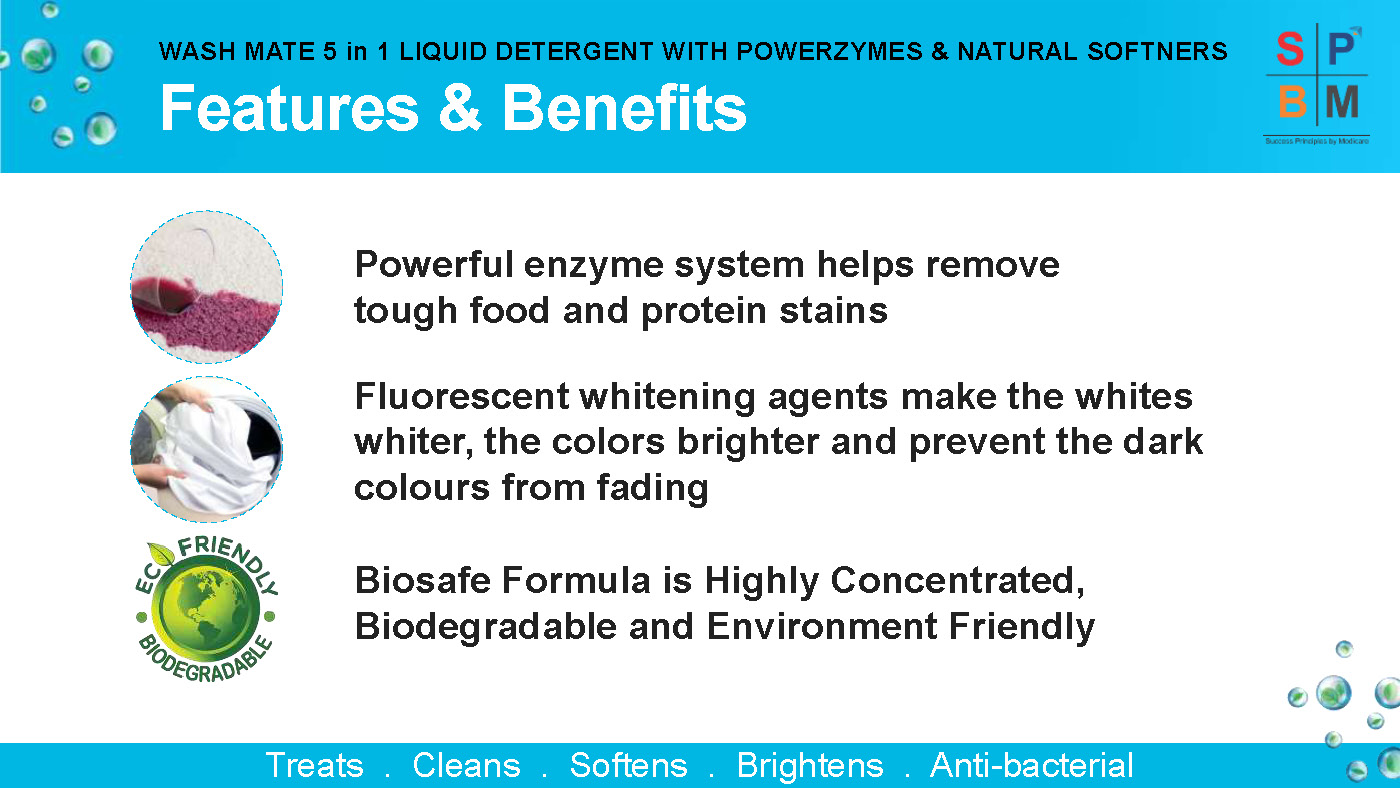 WASH MATE 5 in 1 LIQUID DETERGENT WITH POWERZYMES & NATURAL SOFTNERS
Features & Benefits
S P
B M
Success Principles by Modicare
Powerful enzyme system helps remove
tough food and protein stains
Fluorescent whitening agents make the whites
whiter, the colors brighter and prevent the dark
colours from fading
ECO FRIENDLY
BIODEGRADABLE
Biosafe Formula is Highly Concentrated,
Biodegradable and Environment Friendly
Treats . Cleans . Softens . Brightens . Anti-bacterial